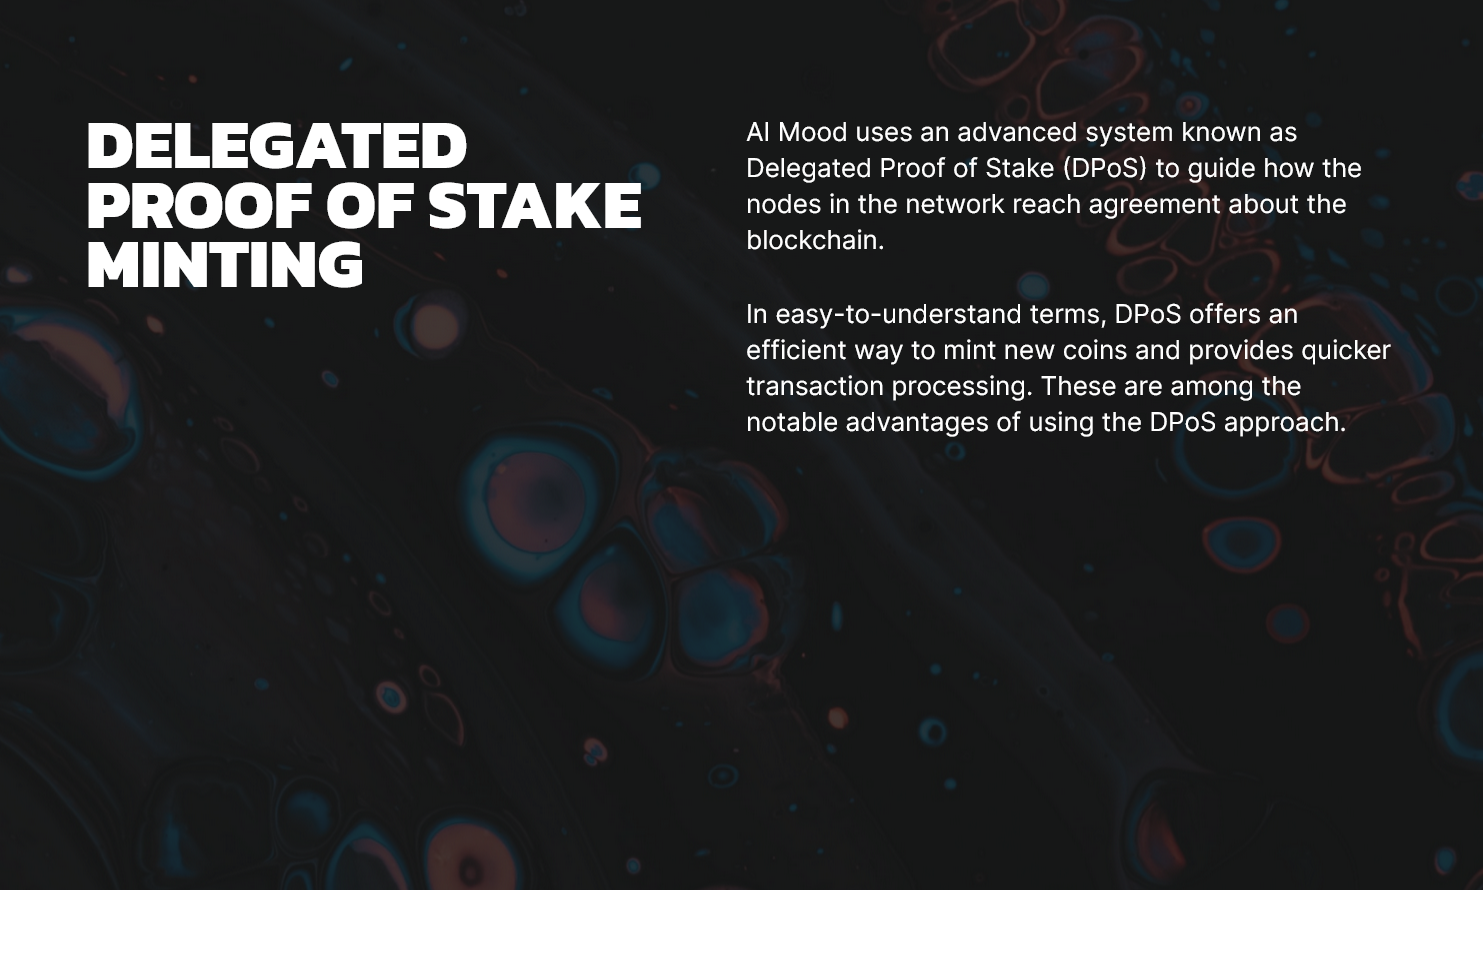 DELEGATED
PROOF OF STAKE
MINTING
AI Mood uses an advanced system known as
Delegated Proof of Stake (DPoS) to guide how the
nodes in the network reach agreement about the
blockchain.
In easy-to-understand terms, DPoS offers an
efficient way to mint new coins and provides quicker
transaction processing. These are among the
notable advantages of using the DPoS approach.